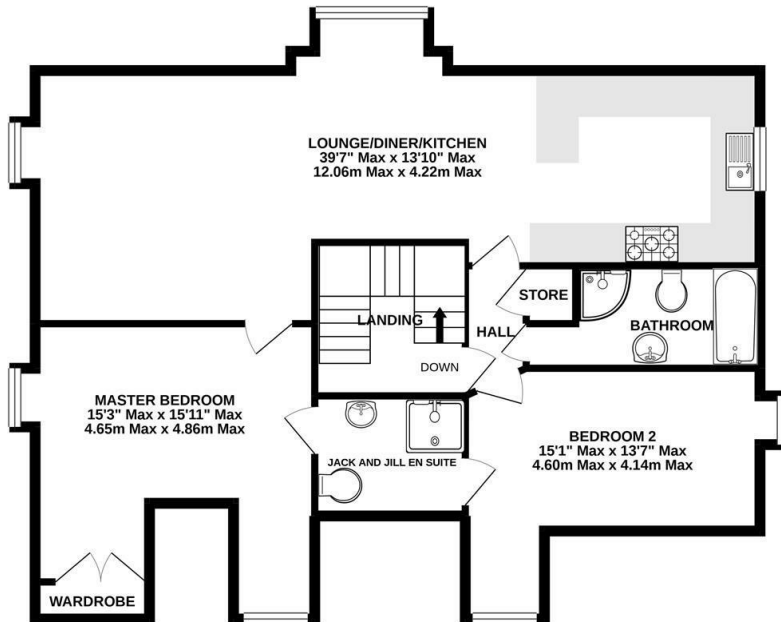 LOUNGE/DINER/KITCHEN
39'7" Max x 13'10" Max
12.06m Max x 4.22m Max
STORE
LANDING
HALL
BATHROOM
DOWN
MASTER BEDROOM
15'3" Max x 15'11" Max
4.65m Max x 4.86m Max
BEDROOM 2
15'1" Max x 13'7" Max
4.60m Max x 4.14m Max
JACK AND JILL EN SUITE
WARDROBE